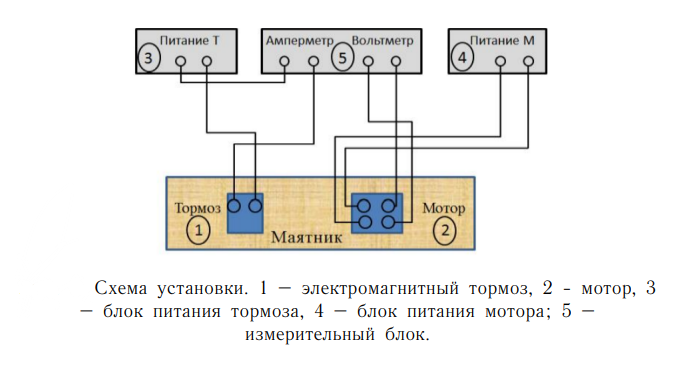 Питание Т
Амперметр
Вольтметр
Питание М
3
5
4
Тормоз
Мотор
1
2
Маятник
Схема установки. 1 — электромагнитный тормоз, 2 - мотор, 3
— блок питания тормоза, 4 — блок питания мотора; 5 —
измерительный блок.